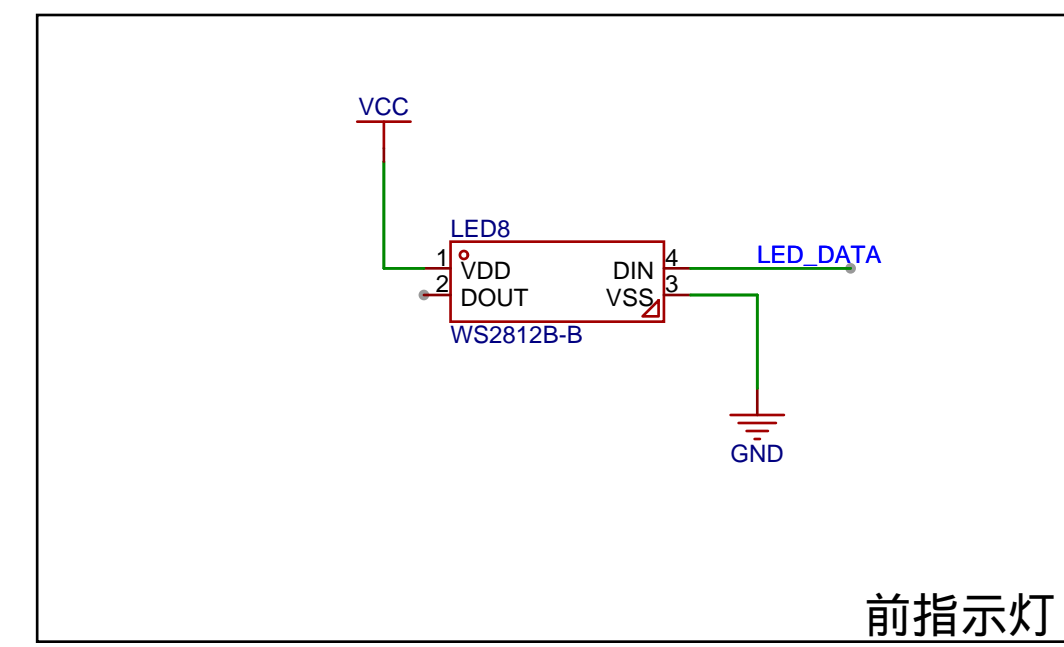 VCC
LED8
1 VDD
2 DOUT
DIN 4
VSS 3
LED_DATA
WS2812B-B
GND
前指示灯